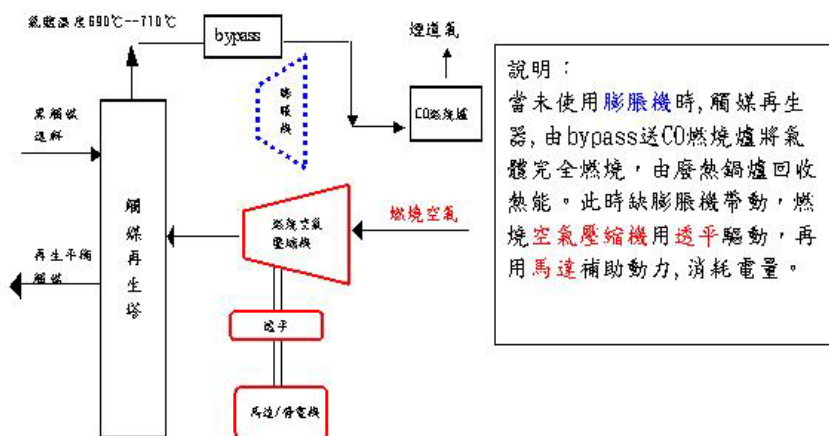 氣體溫度690℃--710℃
bypass
煙道氣
膨脹機
CO燃燒爐
進料
觸媒再生塔
燃燒空氣
壓縮機
燃燒空氣
再生平衡
觸媒
透平
馬達/發電機
說明：
當未使用膨脹機時,觸媒再生
器,由bypass送CO燃燒爐將氣
體完全燃燒，由廢熱鍋爐回收
熱能。此時缺膨脹機帶動，燃
燒空氣壓縮機用透平驅動，再
用馬達補助動力,消耗電量。